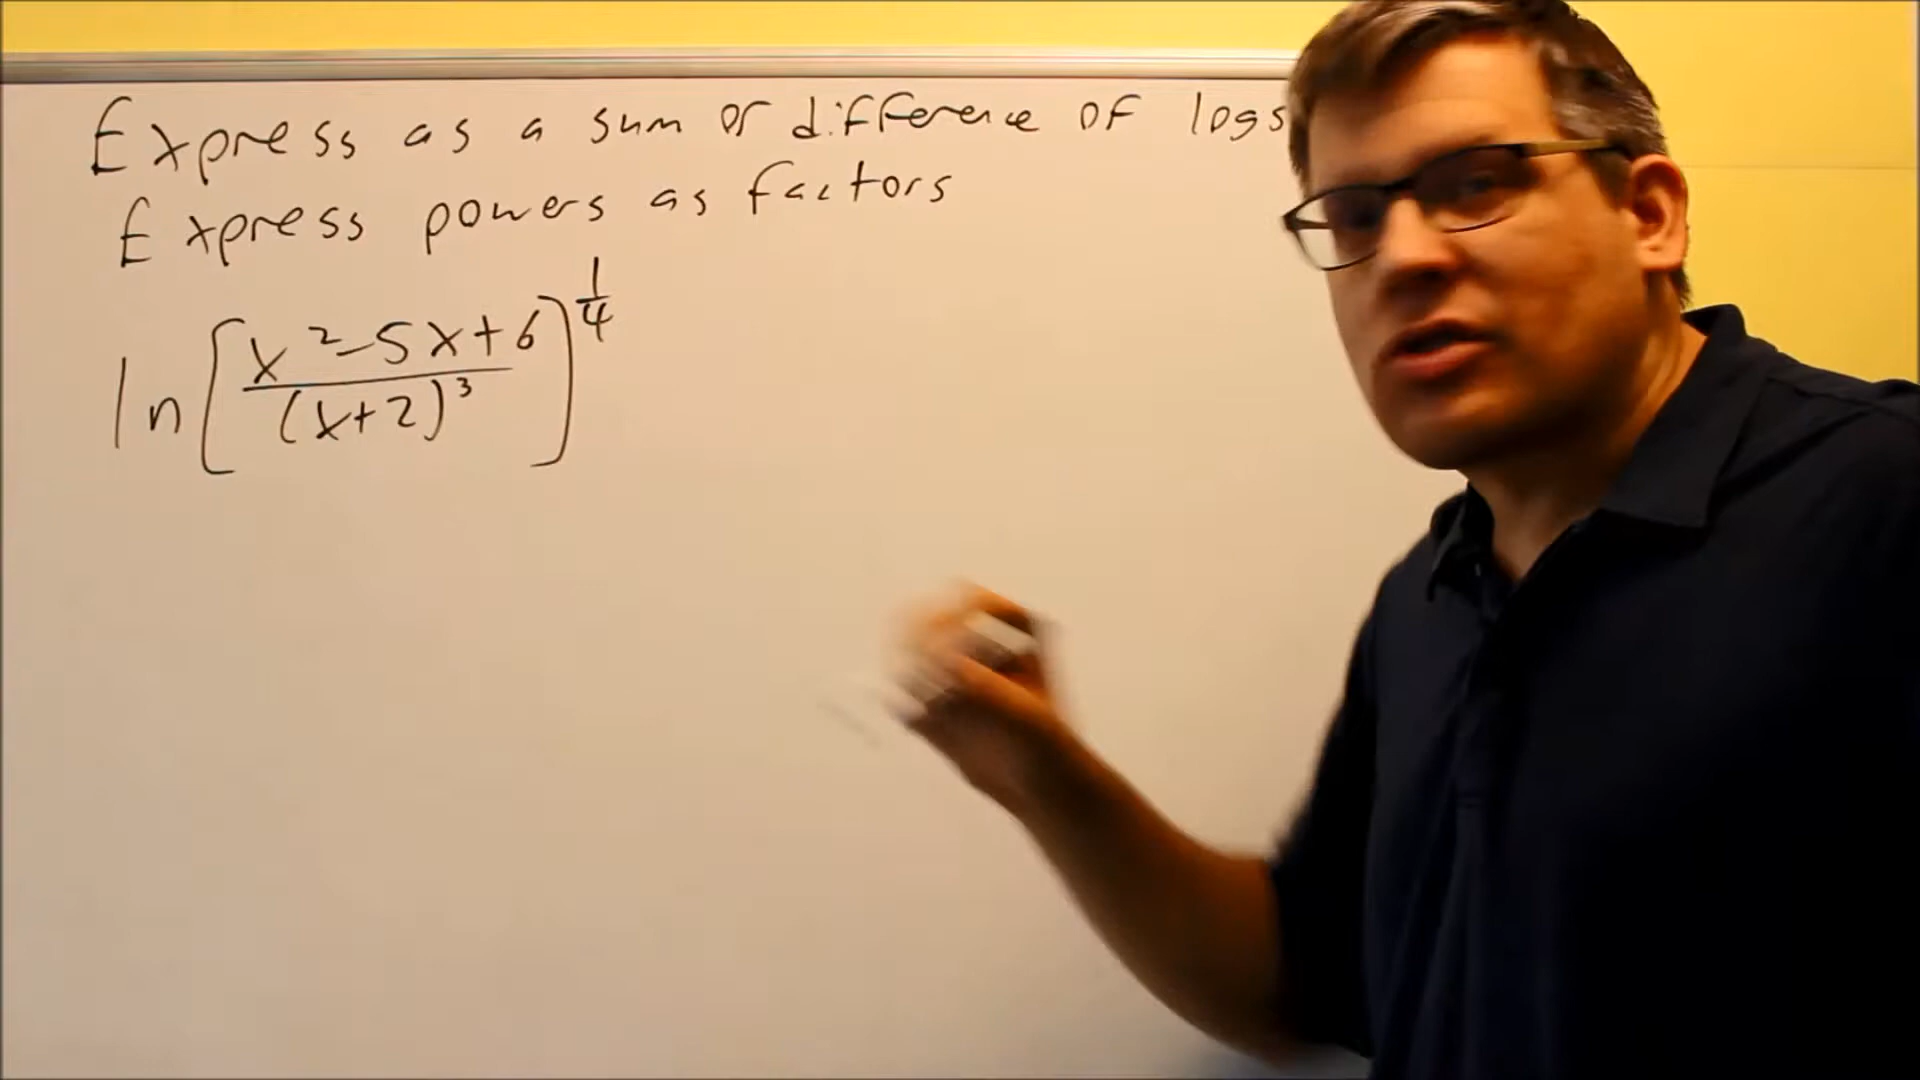 Express as a sum or difference of logs
Express powers as factors
ln[(x²-5x+6)/(x+2)³]^(1/4)